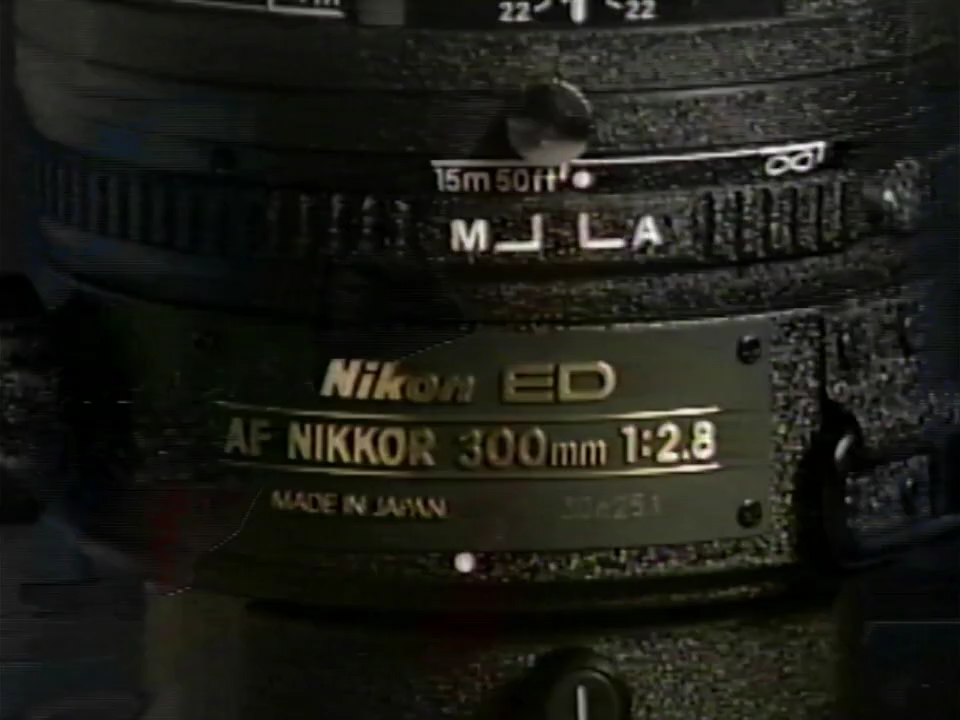 22 22
∞
15m 50ft
M A
Nikon ED
AF NIKKOR 300mm 1:2.8
MADE IN JAPAN